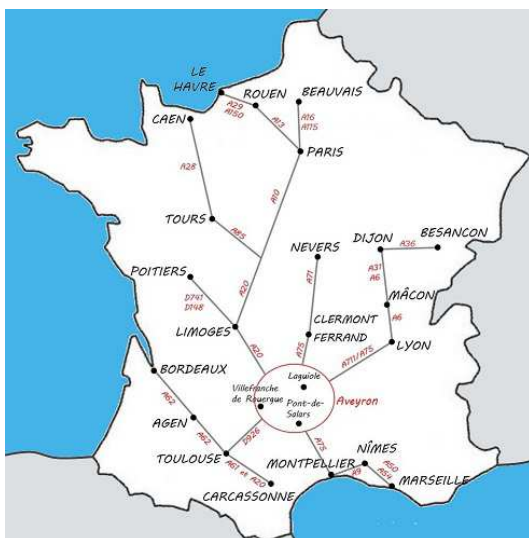 LE
HAVRE
ROUEN
BEAUVAIS
A29
A150
A16
A115
CAEN
A13
PARIS
A28
A10
TOURS
A85
NEVERS
DIJON
BESANCON
A36
POITIERS
A71
A31
A6
D741
D148
A20
MÂCON
LIMOGES
CLERMONT
FERRAND
A6
A75
LYON
A20
A711/A75
BORDEAUX
Laguiole
Villefranche
de Rouergue
Aveyron
A62
Pont-de-
Salars
AGEN
A62
D926
A75
TOULOUSE
NÎMES
MONTPELLIER
A9
A50
A54
A61 et A20
MARSEILLE
CARCASSONNE